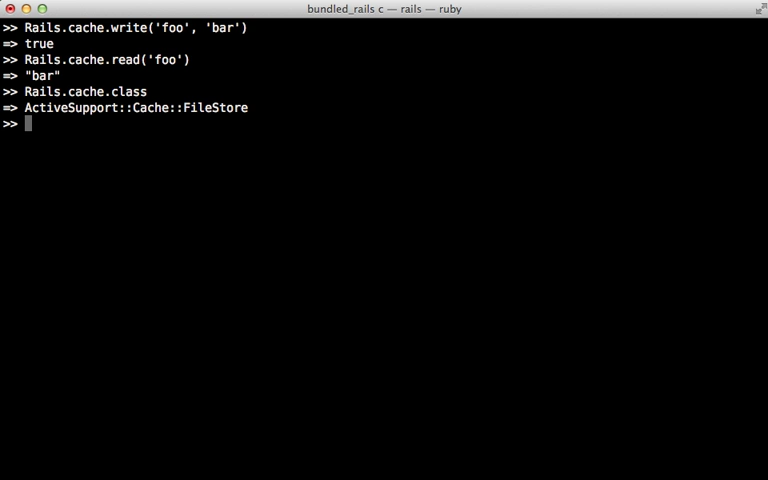 bundled_rails c — rails — ruby
>> Rails.cache.write('foo', 'bar')
=> true
>> Rails.cache.read('foo')
=> "bar"
>> Rails.cache.class
=> ActiveSupport::Cache::FileStore
>>